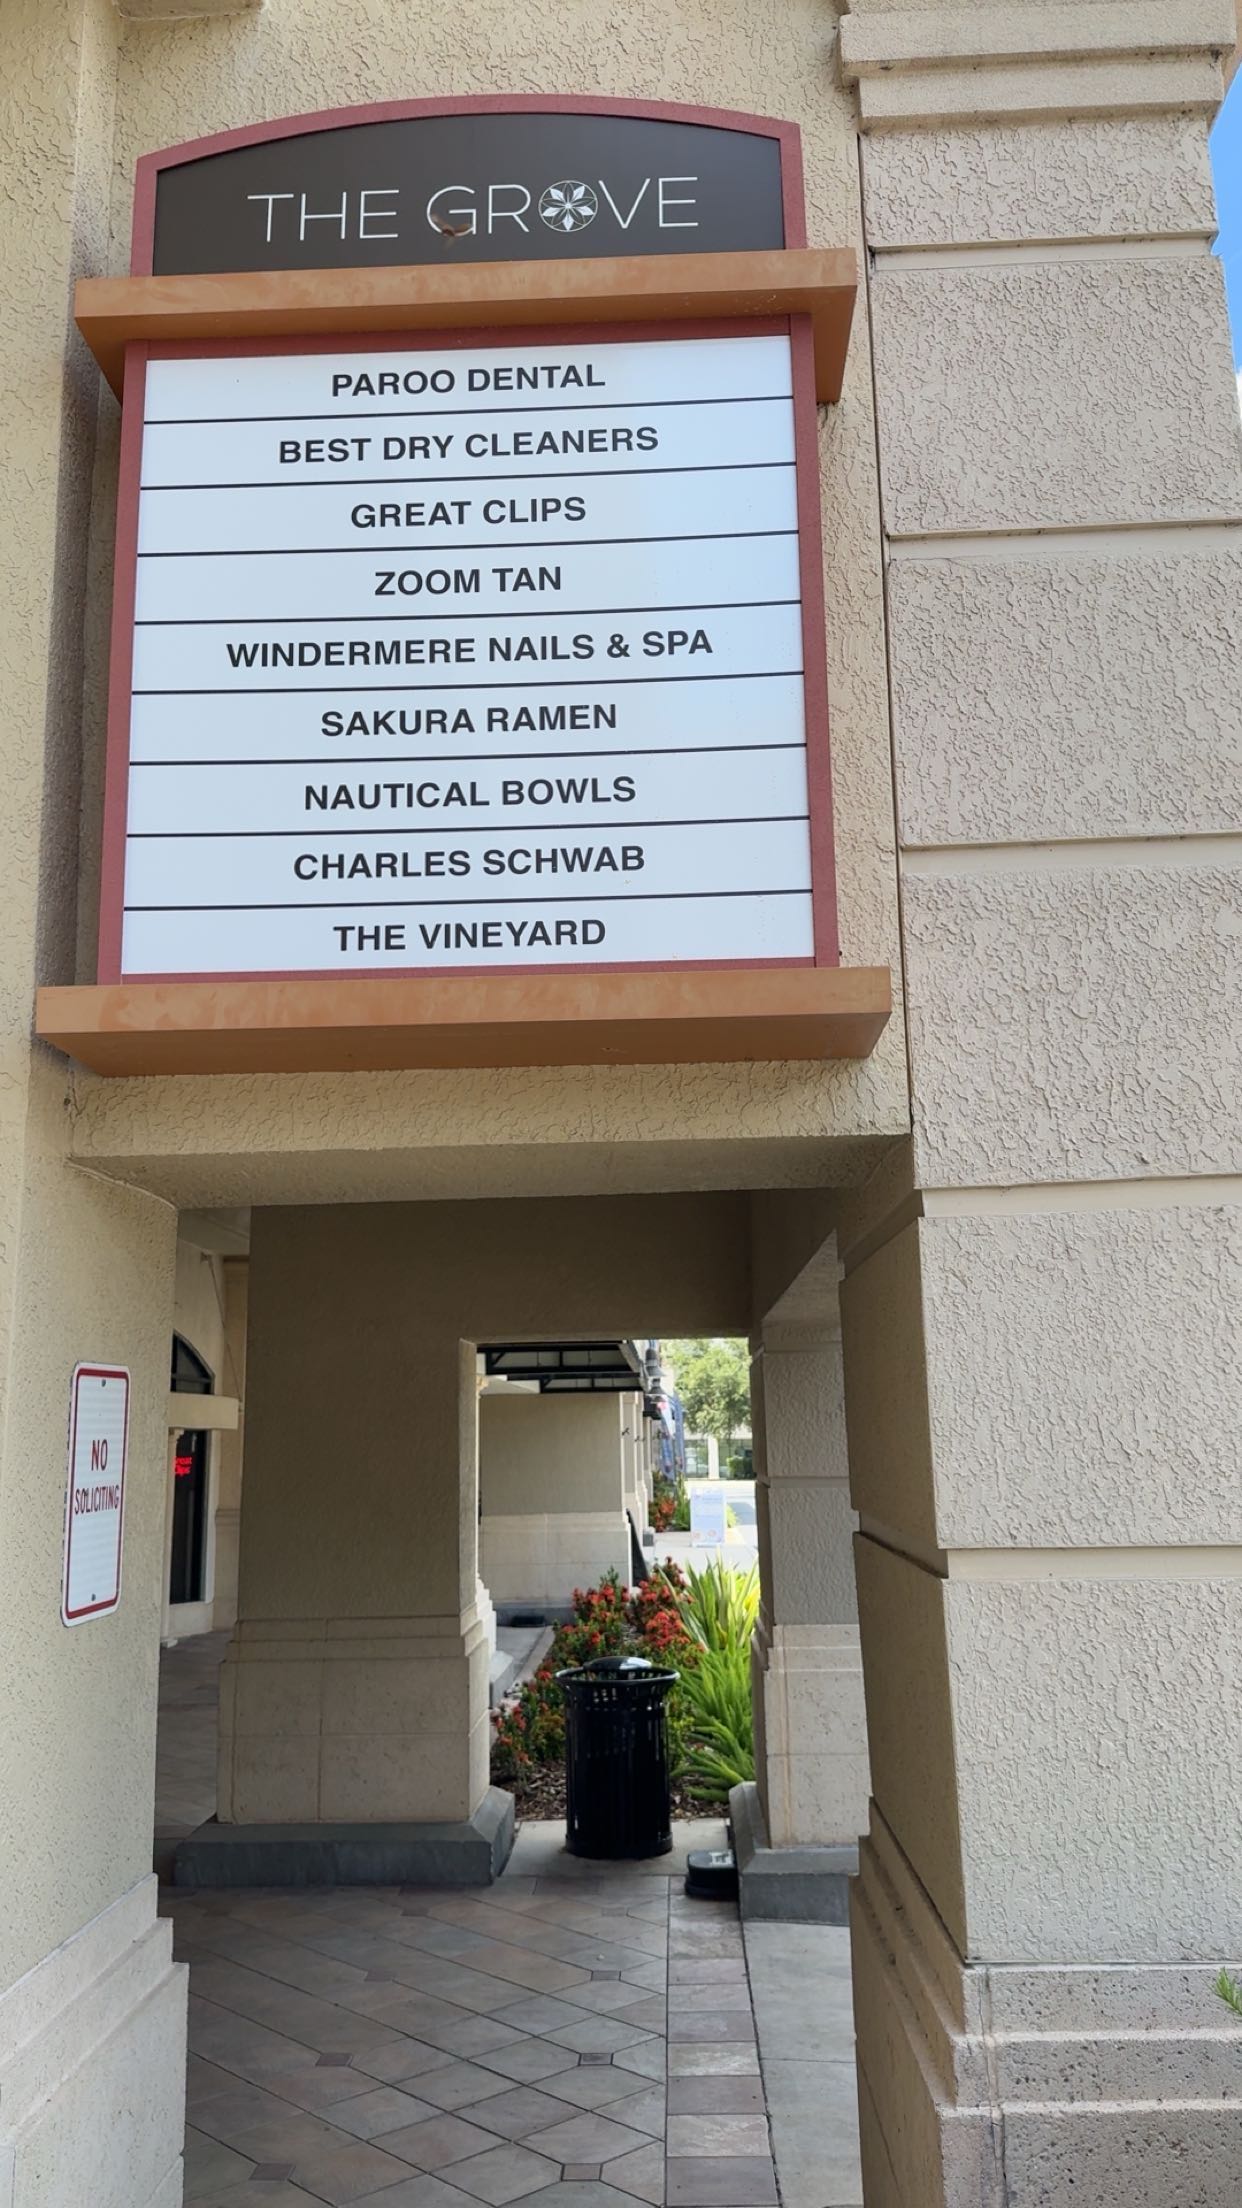 THE GROVE
PAROO DENTAL
BEST DRY CLEANERS
GREAT CLIPS
ZOOM TAN
WINDERMERE NAILS & SPA
SAKURA RAMEN
NAUTICAL BOWLS
CHARLES SCHWAB
THE VINEYARD
NO
SOLICITING